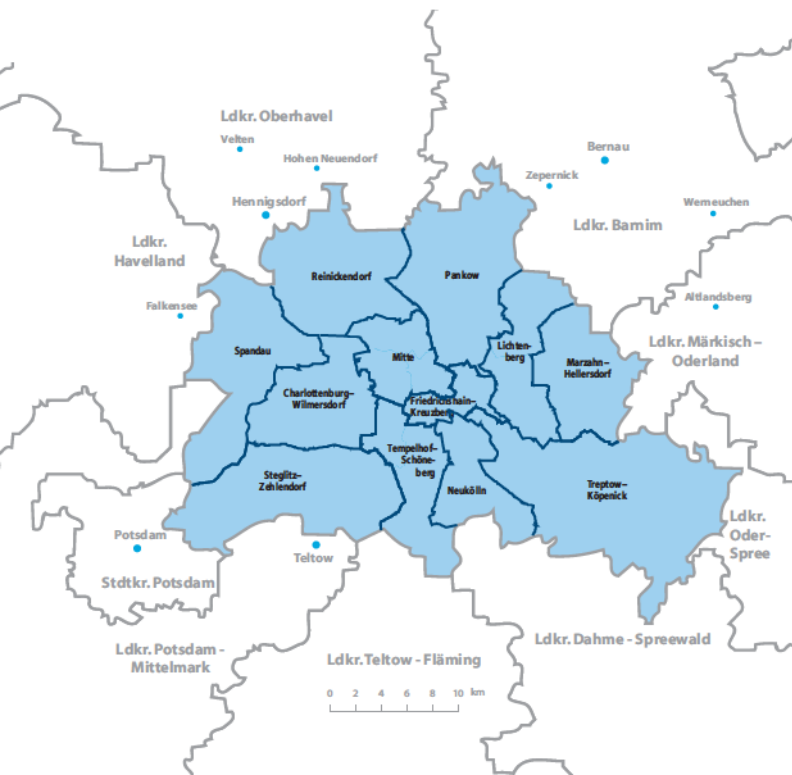 Ldkr. Oberhavel
Velten
Hohen Neuendorf
Bernau
Zepernick
Hennigsdorf
Werneuchen
Ldkr. Barnim
Ldkr.
Havelland
Reinickendorf
Pankow
Altlandsberg
Falkensee
Ldkr. Märkisch –
Oderland
Spandau
Mitte
Lichten-
berg
Marzahn–
Hellersdorf
Charlottenburg–
Wilmersdorf
Friedrichshain–
Kreuzberg
Tempelhof–
Schöne-
berg
Steglitz–
Zehlendorf
Neukölln
Treptow–
Köpenick
Ldkr.
Oder-
Spree
Potsdam
Teltow
Stdtkr. Potsdam
Ldkr. Potsdam -
Mittelmark
Ldkr. Teltow - Fläming
Ldkr. Dahme - Spreewald
0 2 4 6 8 10 km